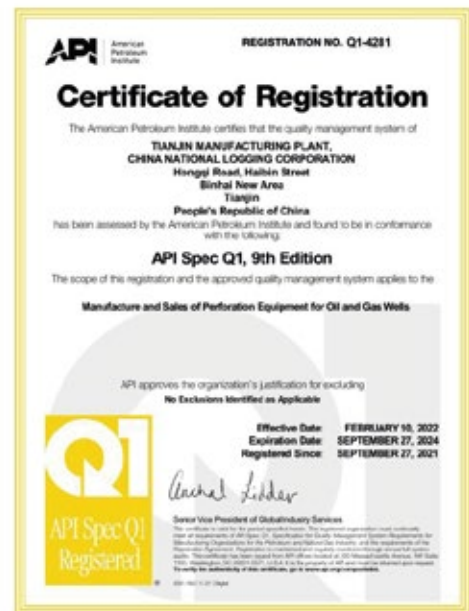 API
American
Petroleum
Institute
REGISTRATION NO. Q1-4281
Certificate of Registration
The American Petroleum Institute certifies that the quality management system of
TIANJIN MANUFACTURING PLANT,
CHINA NATIONAL LOGGING CORPORATION
Hongqi Road, Haibin Street
Binhai New Area
Tianjin
People's Republic of China
has been assessed by the American Petroleum Institute and found to be in conformance
with the following:
API Spec Q1, 9th Edition
The scope of this registration and the approved quality management system applies to the
Manufacture and Sales of Perforation Equipment for Oil and Gas Wells
API approves the organization's justification for excluding
No Exclusions Identified as Applicable
Effective Date: FEBRUARY 10, 2022
Expiration Date: SEPTEMBER 27, 2024
Registered Since: SEPTEMBER 27, 2021
Q1
API Spec Q1
Registered
Senior Vice President of Global Industry Services